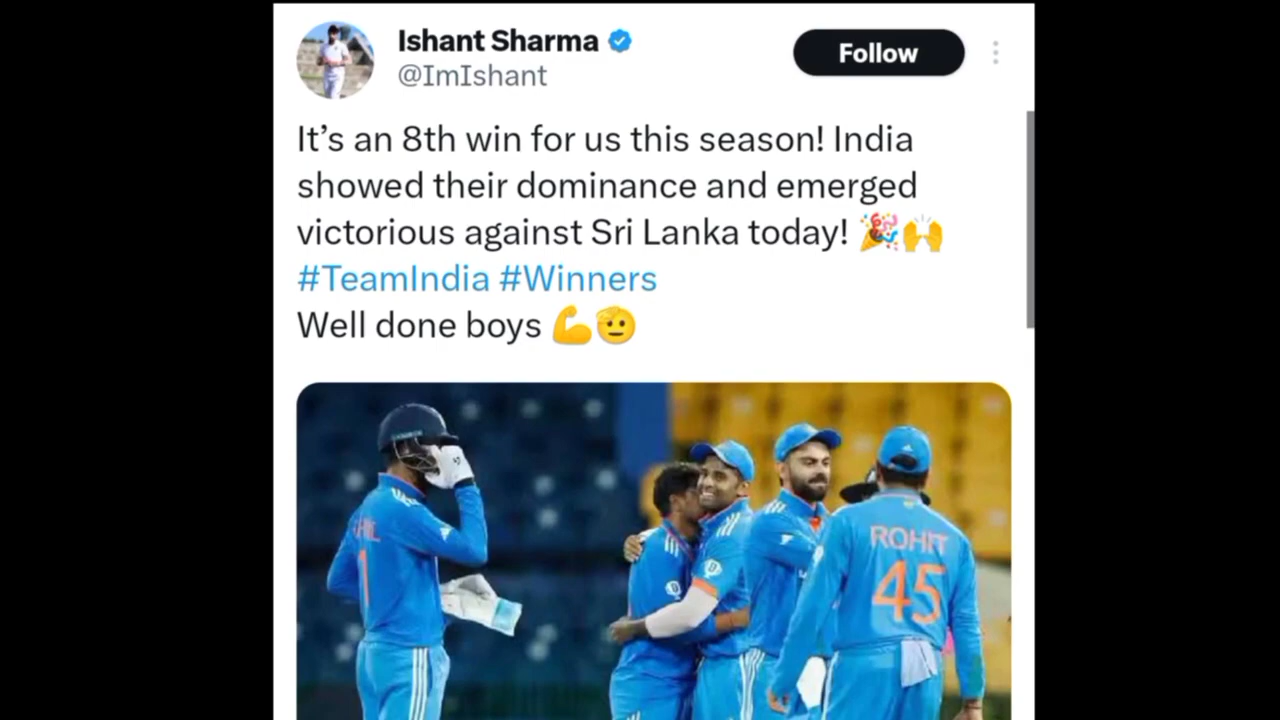 Ishant Sharma
@ImIshant
Follow
It’s an 8th win for us this season! India
showed their dominance and emerged
victorious against Sri Lanka today! 🎉🙌
#TeamIndia #Winners
Well done boys 💪🫡
1
ROHIT
45